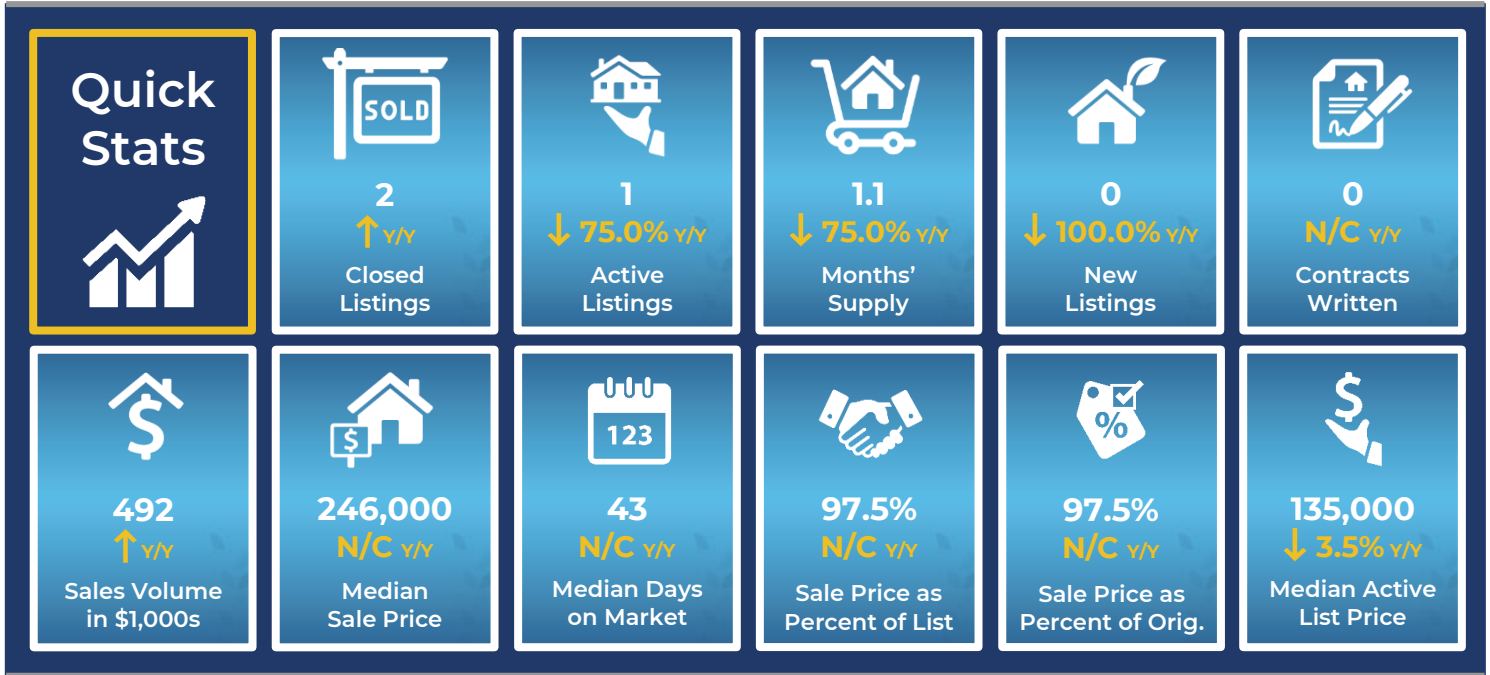 Quick
Stats
SOLD
2
↑ Y/Y
Closed
Listings
1
↓ 75.0% Y/Y
Active
Listings
1.1
↓ 75.0% Y/Y
Months’
Supply
0
↓ 100.0% Y/Y
New
Listings
0
N/C Y/Y
Contracts
Written
$
492
↑ Y/Y
Sales Volume
in $1,000s
$
246,000
N/C Y/Y
Median
Sale Price
123
43
N/C Y/Y
Median Days
on Market
97.5%
N/C Y/Y
Sale Price as
Percent of List
%
97.5%
N/C Y/Y
Sale Price as
Percent of Orig.
$
135,000
↓ 3.5% Y/Y
Median Active
List Price